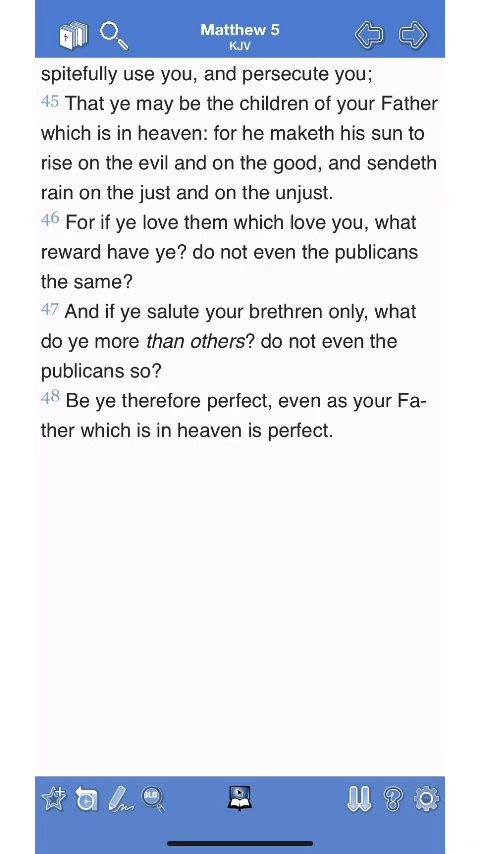 Matthew 5
KJV
spitefully use you, and persecute you;
45 That ye may be the children of your Father
which is in heaven: for he maketh his sun to
rise on the evil and on the good, and sendeth
rain on the just and on the unjust.
46 For if ye love them which love you, what
reward have ye? do not even the publicans
the same?
47 And if ye salute your brethren only, what
do ye more than others? do not even the
publicans so?
48 Be ye therefore perfect, even as your Fa-
ther which is in heaven is perfect.
BLB